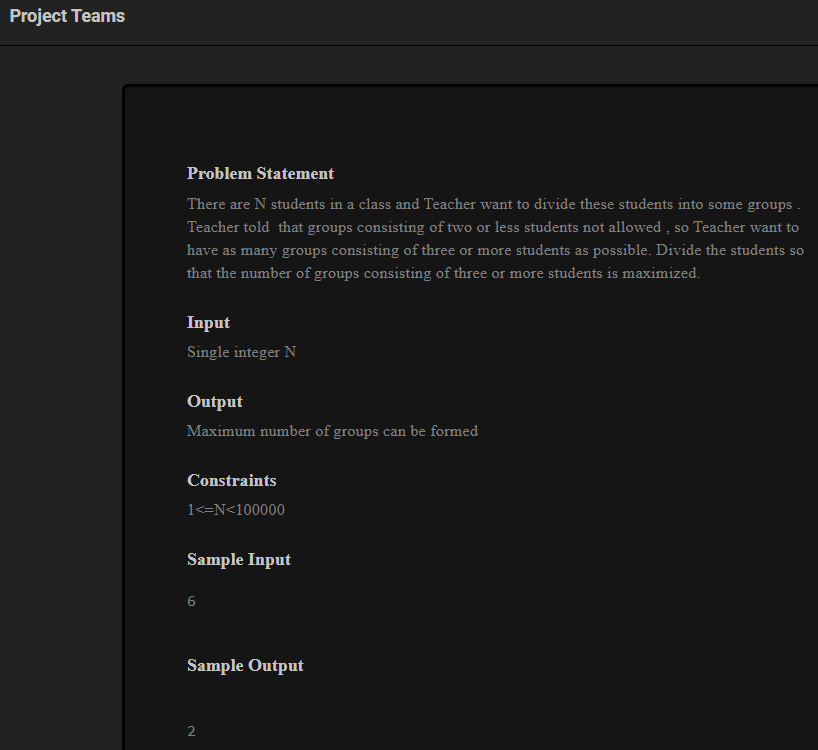 Project Teams
Problem Statement
There are N students in a class and Teacher want to divide these students into some groups .
Teacher told  that groups consisting of two or less students not allowed , so Teacher want to
have as many groups consisting of three or more students as possible. Divide the students so
that the number of groups consisting of three or more students is maximized.
Input
Single integer N
Output
Maximum number of groups can be formed
Constraints
1<=N<100000
Sample Input
6
Sample Output
2